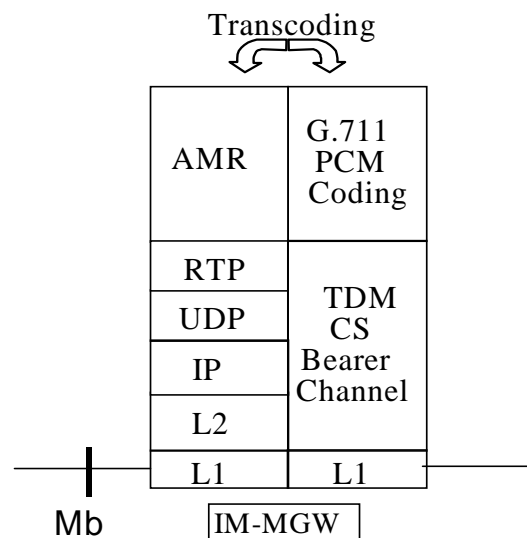 Transcoding
AMR
G.711
PCM
Coding
RTP
UDP
IP
L2
TDM
CS
Bearer
Channel
L1
L1
Mb
IM-MGW